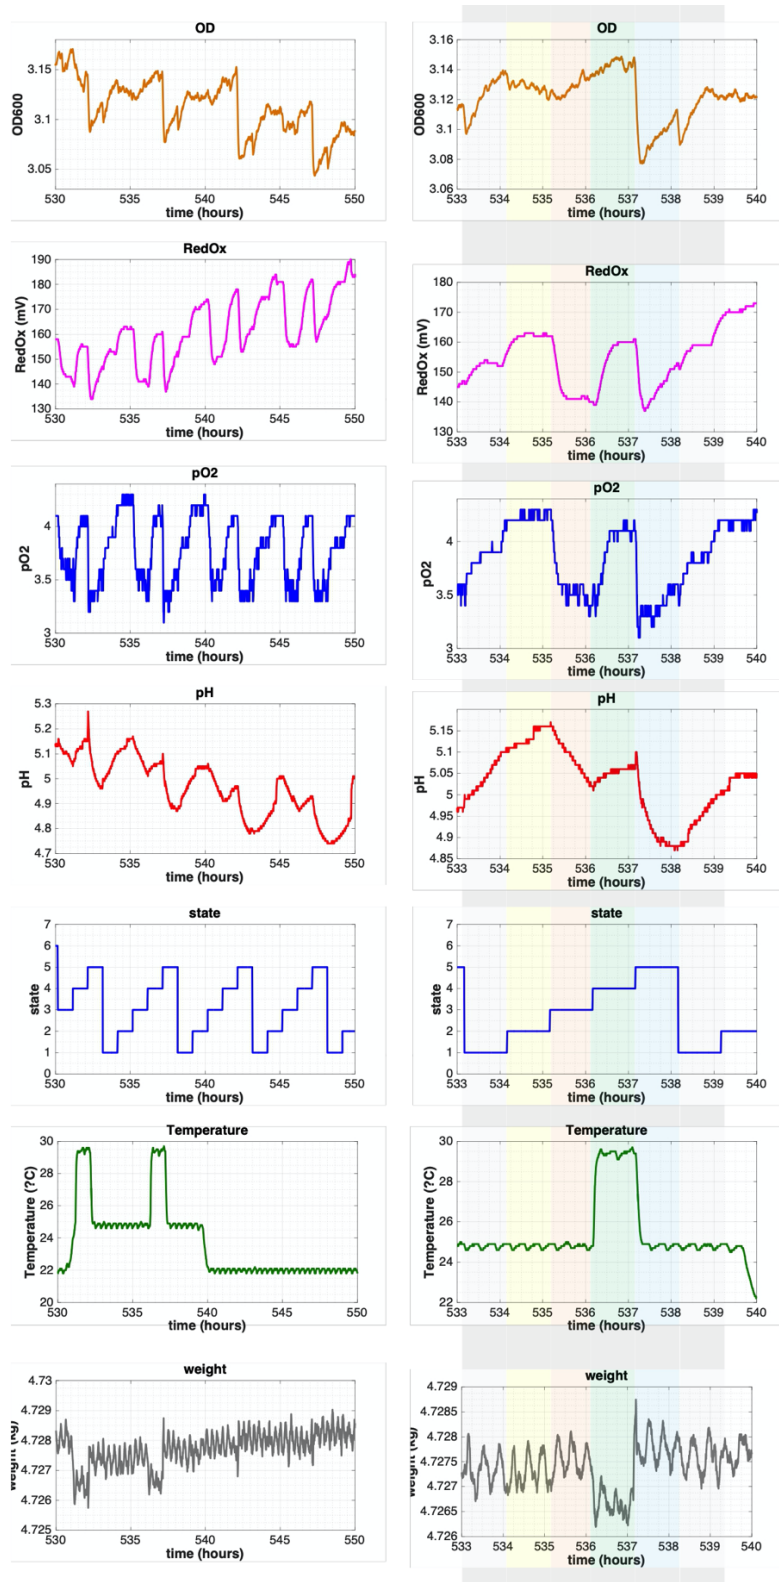 OD
3.15
3.1
3.05
OD600
530 535 540 545 550
time (hours)
OD
3.16
3.14
3.12
3.1
3.08
3.06
OD600
533 534 535 536 537 538 539 540
time (hours)
RedOx
190
180
170
160
150
140
130
RedOx (mV)
530 535 540 545 550
time (hours)
RedOx
180
170
160
150
140
130
RedOx (mV)
533 534 535 536 537 538 539 540
time (hours)
pO2
4
3.5
3
pO2
530 535 540 545 550
time (hours)
pO2
4
3.5
3
pO2
533 534 535 536 537 538 539 540
time (hours)
pH
5.3
5.2
5.1
5
4.9
4.8
4.7
pH
530 535 540 545 550
time (hours)
pH
5.15
5.1
5.05
5
4.95
4.9
4.85
pH
533 534 535 536 537 538 539 540
time (hours)
state
7
6
5
4
3
2
1
0
state
530 535 540 545 550
time (hours)
state
7
6
5
4
3
2
1
0
state
533 534 535 536 537 538 539 540
time (hours)
Temperature
30
28
26
24
22
20
Temperature (?C)
530 535 540 545 550
time (hours)
Temperature
30
28
26
24
22
Temperature (?C)
533 534 535 536 537 538 539 540
time (hours)
weight
4.73
4.729
4.728
4.727
4.726
4.725
weight (kg)
530 535 540 545 550
time (hours)
weight
4.729
4.7285
4.728
4.7275
4.727
4.7265
4.726
weight (kg)
533 534 535 536 537 538 539 540
time (hours)